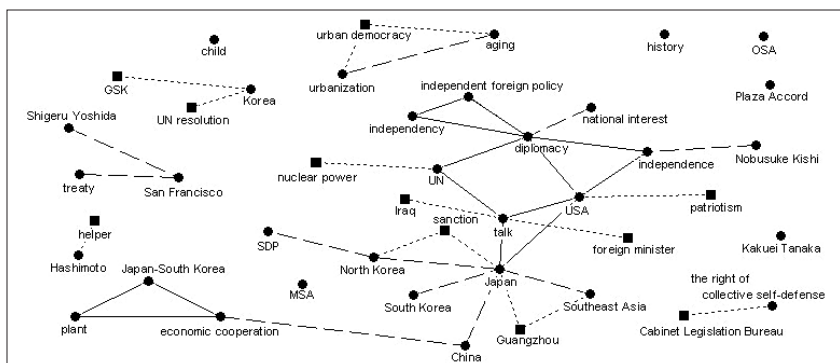 urban democracy
aging
history
OSA
child
GSK
Korea
urbanization
independent foreign policy
Plaza Accord
UN resolution
Shigeru Yoshida
independency
national interest
diplomacy
independence
Nobusuke Kishi
nuclear power
UN
treaty
San Francisco
Iraq
USA
patriotism
helper
sanction
talk
SDP
foreign minister
Kakuei Tanaka
Hashimoto
North Korea
Japan-South Korea
MSA
Japan
the right of
collective self-defense
South Korea
Southeast Asia
plant
economic cooperation
Guangzhou
Cabinet Legislation Bureau
China